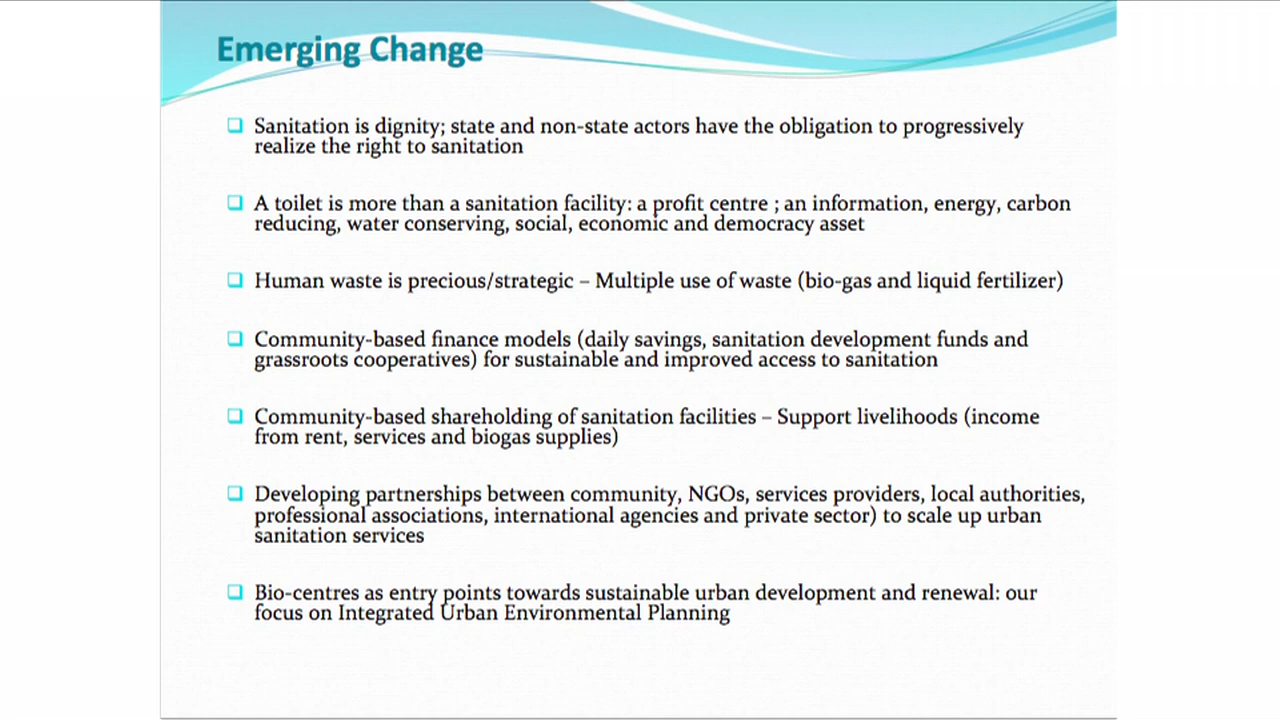 Emerging Change
Sanitation is dignity; state and non-state actors have the obligation to progressively
realize the right to sanitation
A toilet is more than a sanitation facility: a profit centre ; an information, energy, carbon
reducing, water conserving, social, economic and democracy asset
Human waste is precious/strategic – Multiple use of waste (bio-gas and liquid fertilizer)
Community-based finance models (daily savings, sanitation development funds and
grassroots cooperatives) for sustainable and improved access to sanitation
Community-based shareholding of sanitation facilities – Support livelihoods (income
from rent, services and biogas supplies)
Developing partnerships between community, NGOs, services providers, local authorities,
professional associations, international agencies and private sector) to scale up urban
sanitation services
Bio-centres as entry points towards sustainable urban development and renewal: our
focus on Integrated Urban Environmental Planning